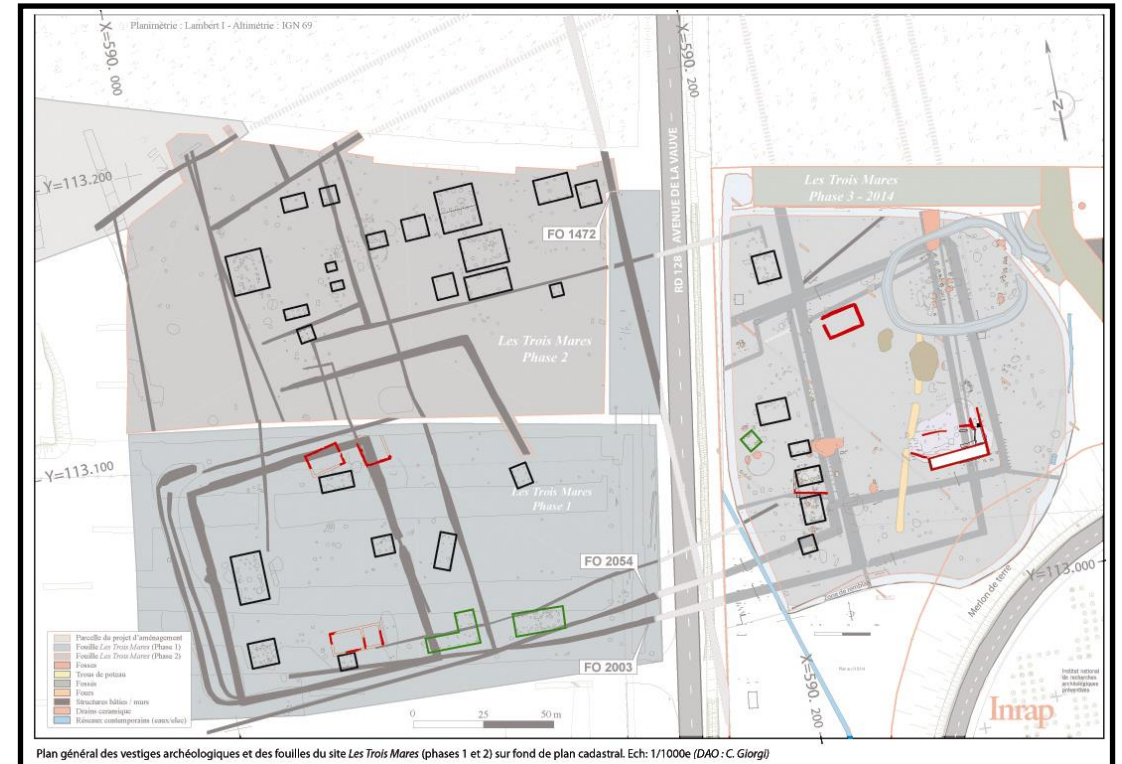 Planimétrie : Lambert I - Altimétrie : IGN 69
X=590. 000
X=590. 200
N
Y=113.200
Les Trois Mares
Phase 3 - 2014
FO 1472
RD 128 AVENUE DE LA VAUVE
Les Trois Mares
Phase 2
Y=113.100
Les Trois Mares
Phase 1
FO 2054
Y=113.000
Merlon de terre
Zone de remblai
FO 2003
X=590. 200
Parcelle du projet d'aménagement
Fouille Les Trois Mares (Phase 1)
Fouille Les Trois Mares (Phase 2)
Fosses
Trous de poteau
Fossés
Fours
Structures bâties / murs
Drains céramique
Réseaux contemporains (eaux/elec)
0 25 50 m
Institut national
de recherches
archéologiques
préventives
Inrap
Plan général des vestiges archéologiques et des fouilles du site Les Trois Mares (phases 1 et 2) sur fond de plan cadastral. Ech: 1/1000e (DAO : C. Giorgi)